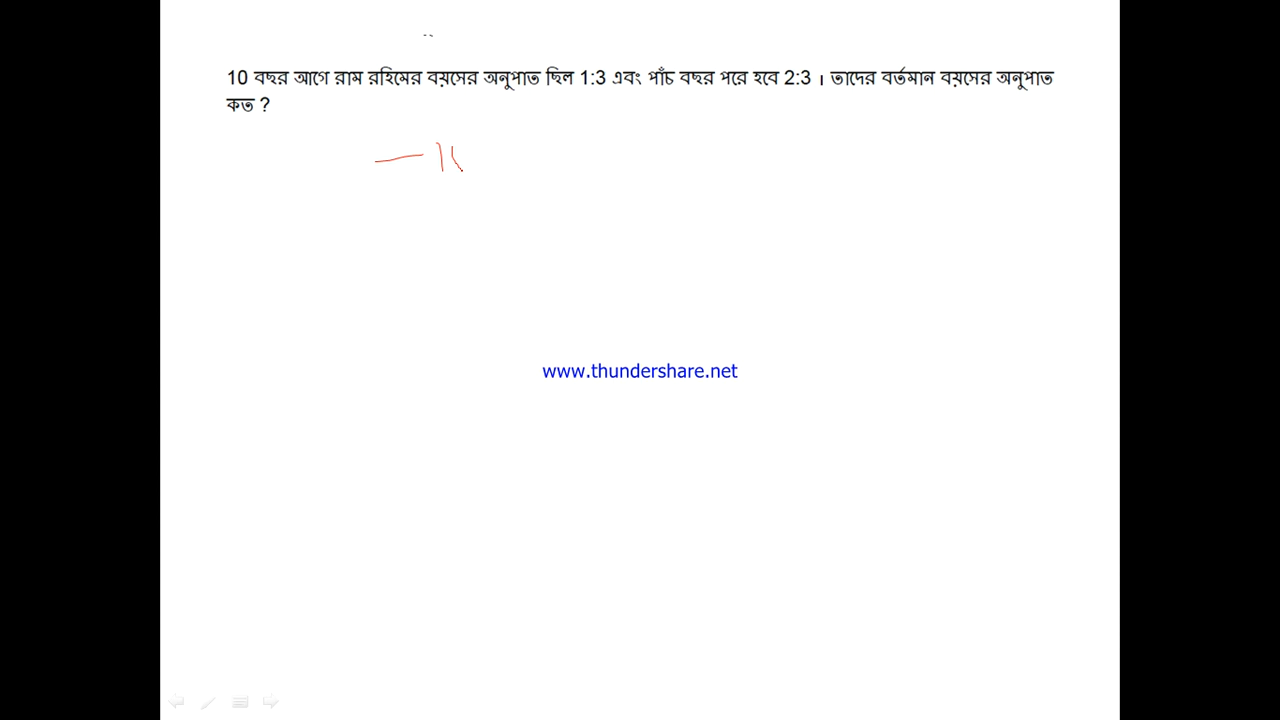 10 বছর আগে রাম রহিমের বয়সের অনুপাত ছিল 1:3 এবং পাঁচ বছর পরে হবে 2:3 । তাদের বর্তমান বয়সের অনুপাত
কত ?
www.thundershare.net